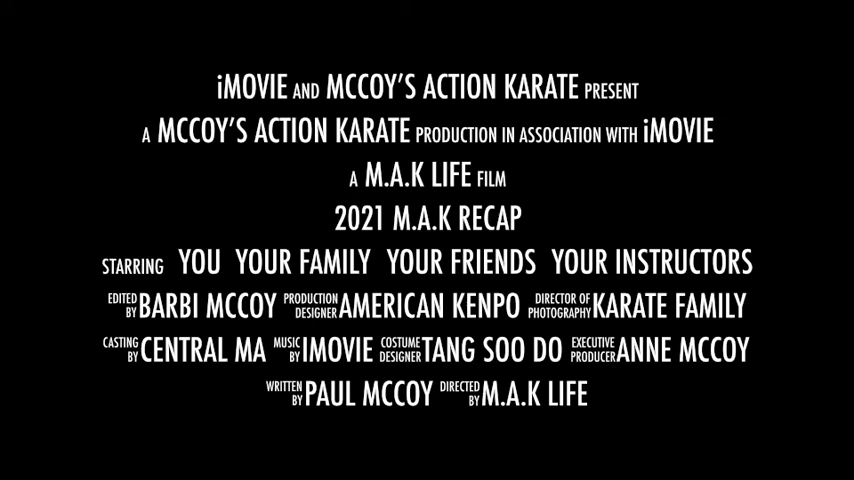 iMOVIE AND MCCOY'S ACTION KARATE PRESENT
A MCCOY'S ACTION KARATE PRODUCTION IN ASSOCIATION WITH iMOVIE
A M.A.K LIFE FILM
2021 M.A.K RECAP
STARRING YOU YOUR FAMILY YOUR FRIENDS YOUR INSTRUCTORS
EDITED BY BARBI MCCOY PRODUCTION DESIGNER AMERICAN KENPO DIRECTOR OF PHOTOGRAPHY KARATE FAMILY
CASTING BY CENTRAL MA MUSIC BY IMOVIE COSTUME DESIGNER TANG SOO DO EXECUTIVE PRODUCER ANNE MCCOY
WRITTEN BY PAUL MCCOY DIRECTED BY M.A.K LIFE